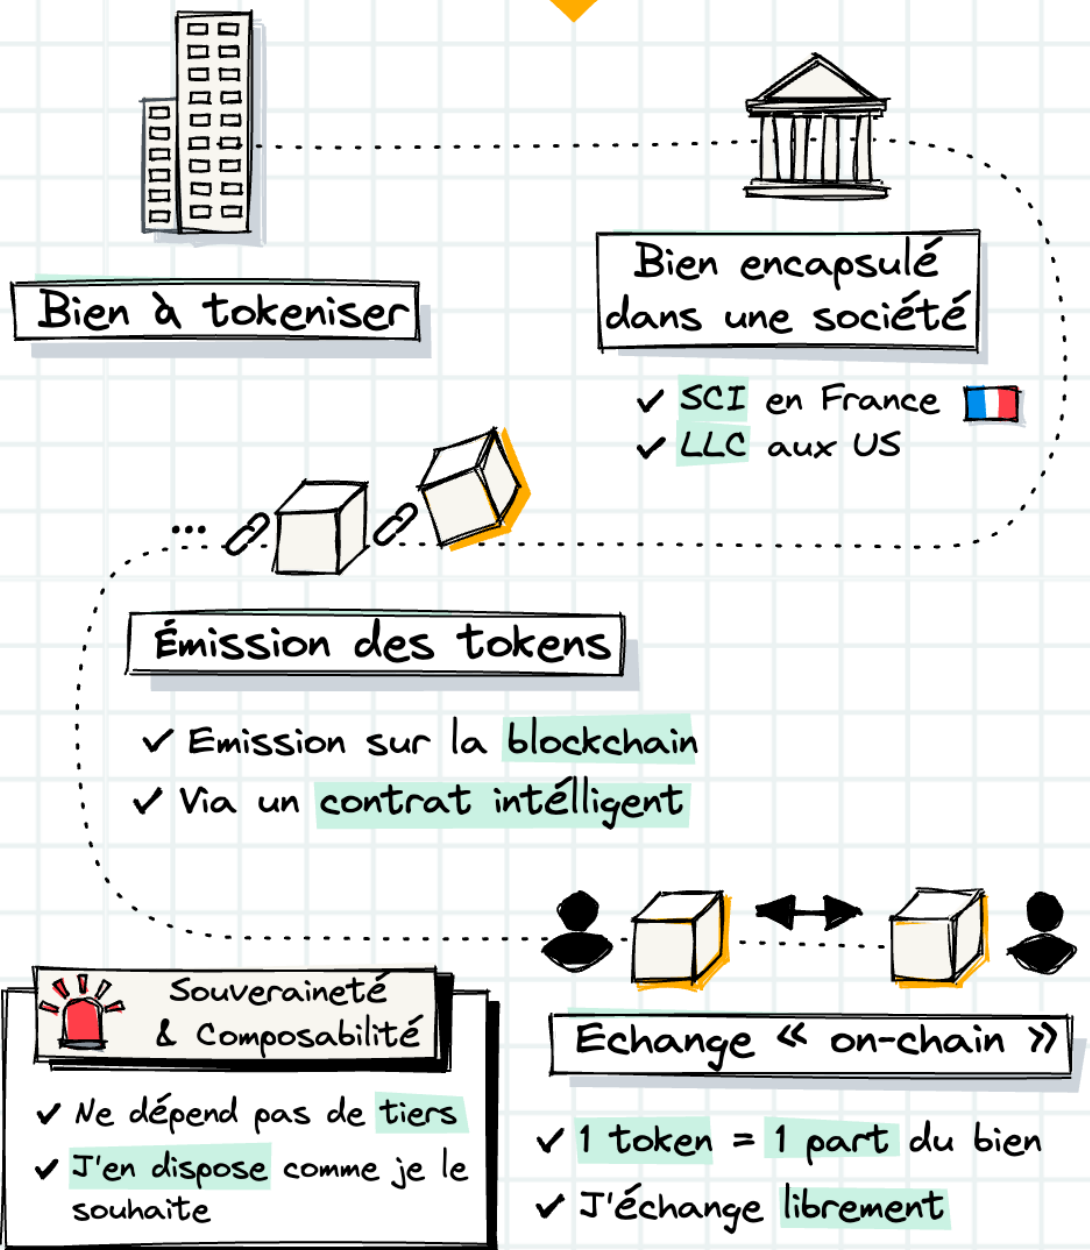 Bien à tokeniser
Bien encapsulé
dans une société
✓ SCI en France
✓ LLC aux US
...
Émission des tokens
✓ Emission sur la blockchain
✓ Via un contrat intélligent
Souveraineté
& Composabilité
✓ Ne dépend pas de tiers
✓ J'en dispose comme je le
souhaite
Echange « on-chain »
✓ 1 token = 1 part du bien
✓ J'échange librement